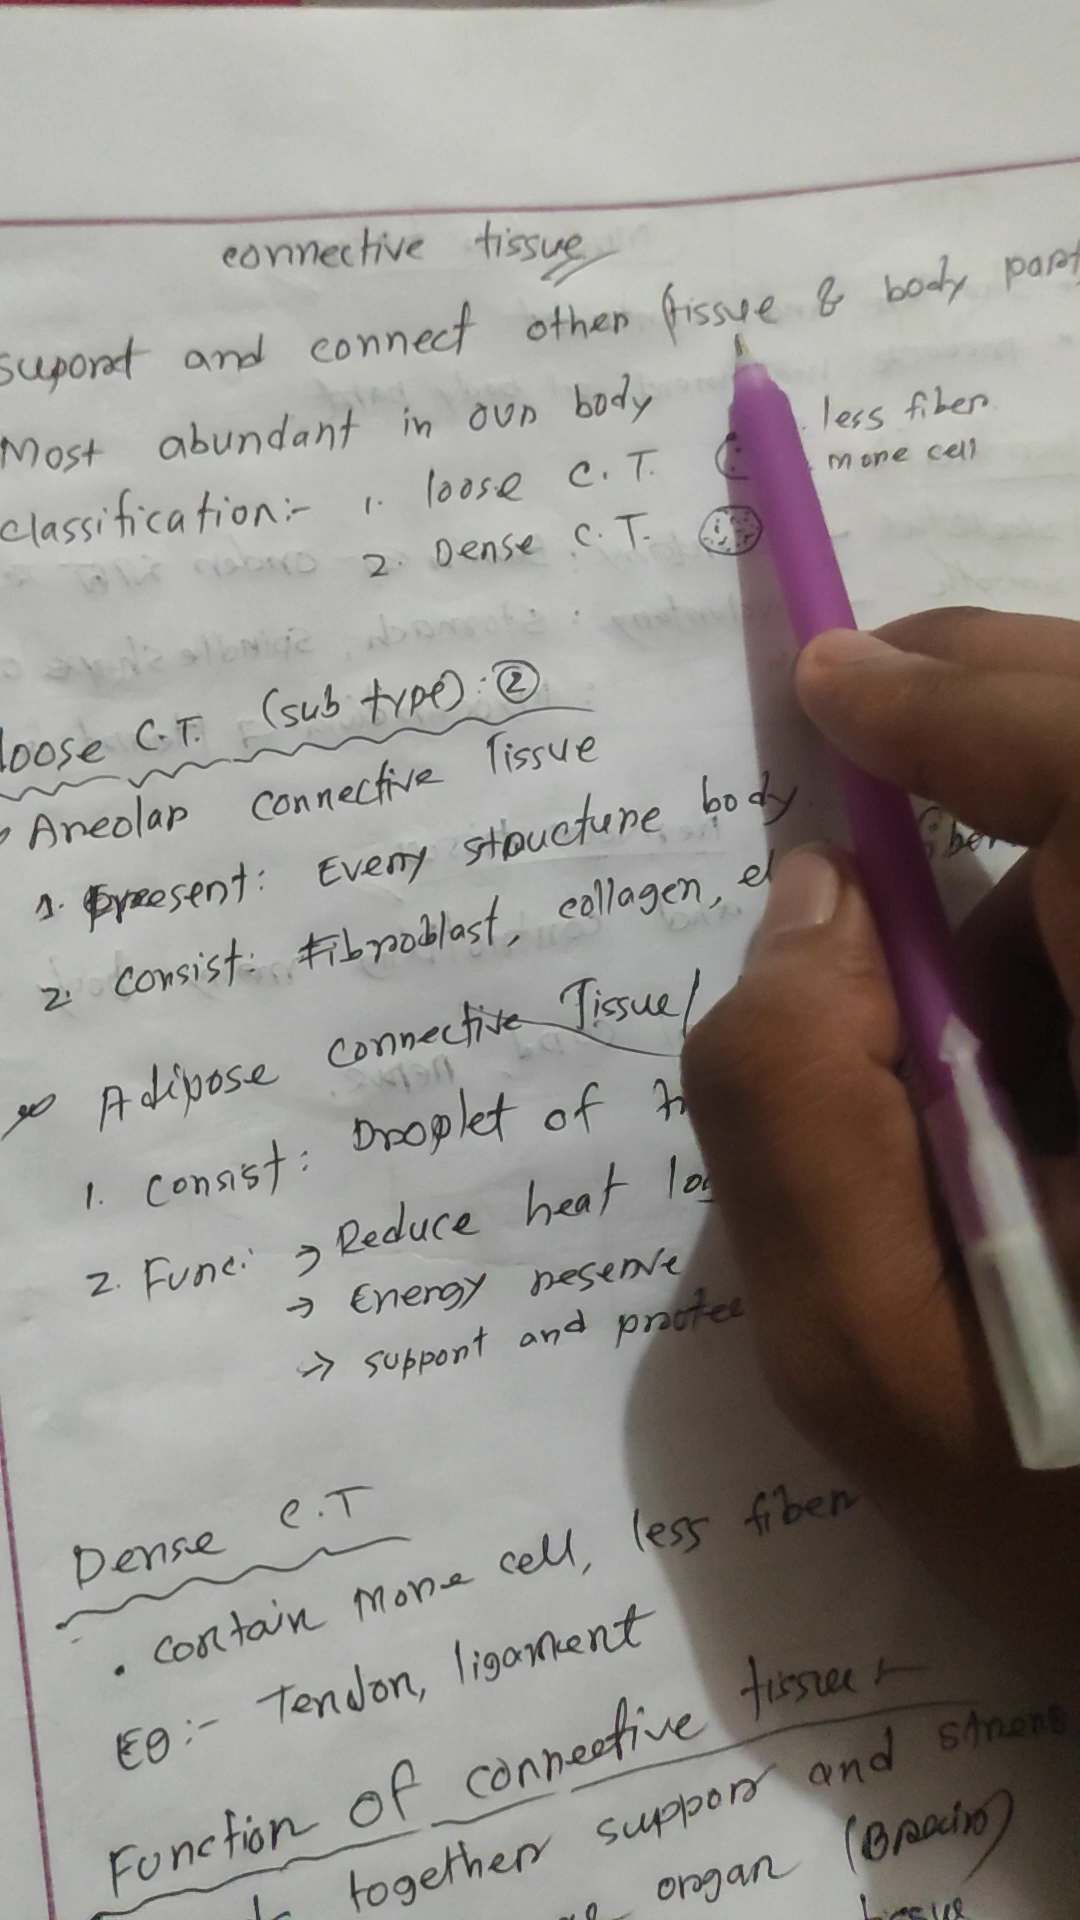 connective tissue
suport and connect other tissue & body part
Most abundant in our body
less fiber
classification:- 1. loose C.T.
more cell
2. Dense C.T.
loose C.T. (sub type): 2
Areolar connective Tissue
1. Present: Every structure body
2. Consist: Fibroblast, collagen,
Adipose connective Tissue/
1. Consist: Droplet of
2. Func: → Reduce heat
→ Energy reserve
→ support and
Dense C.T
• contain more cell, less fiber
EG:- Tendon, ligament
Function of connective tissue:-
together support and
organ (Brain)
tissue